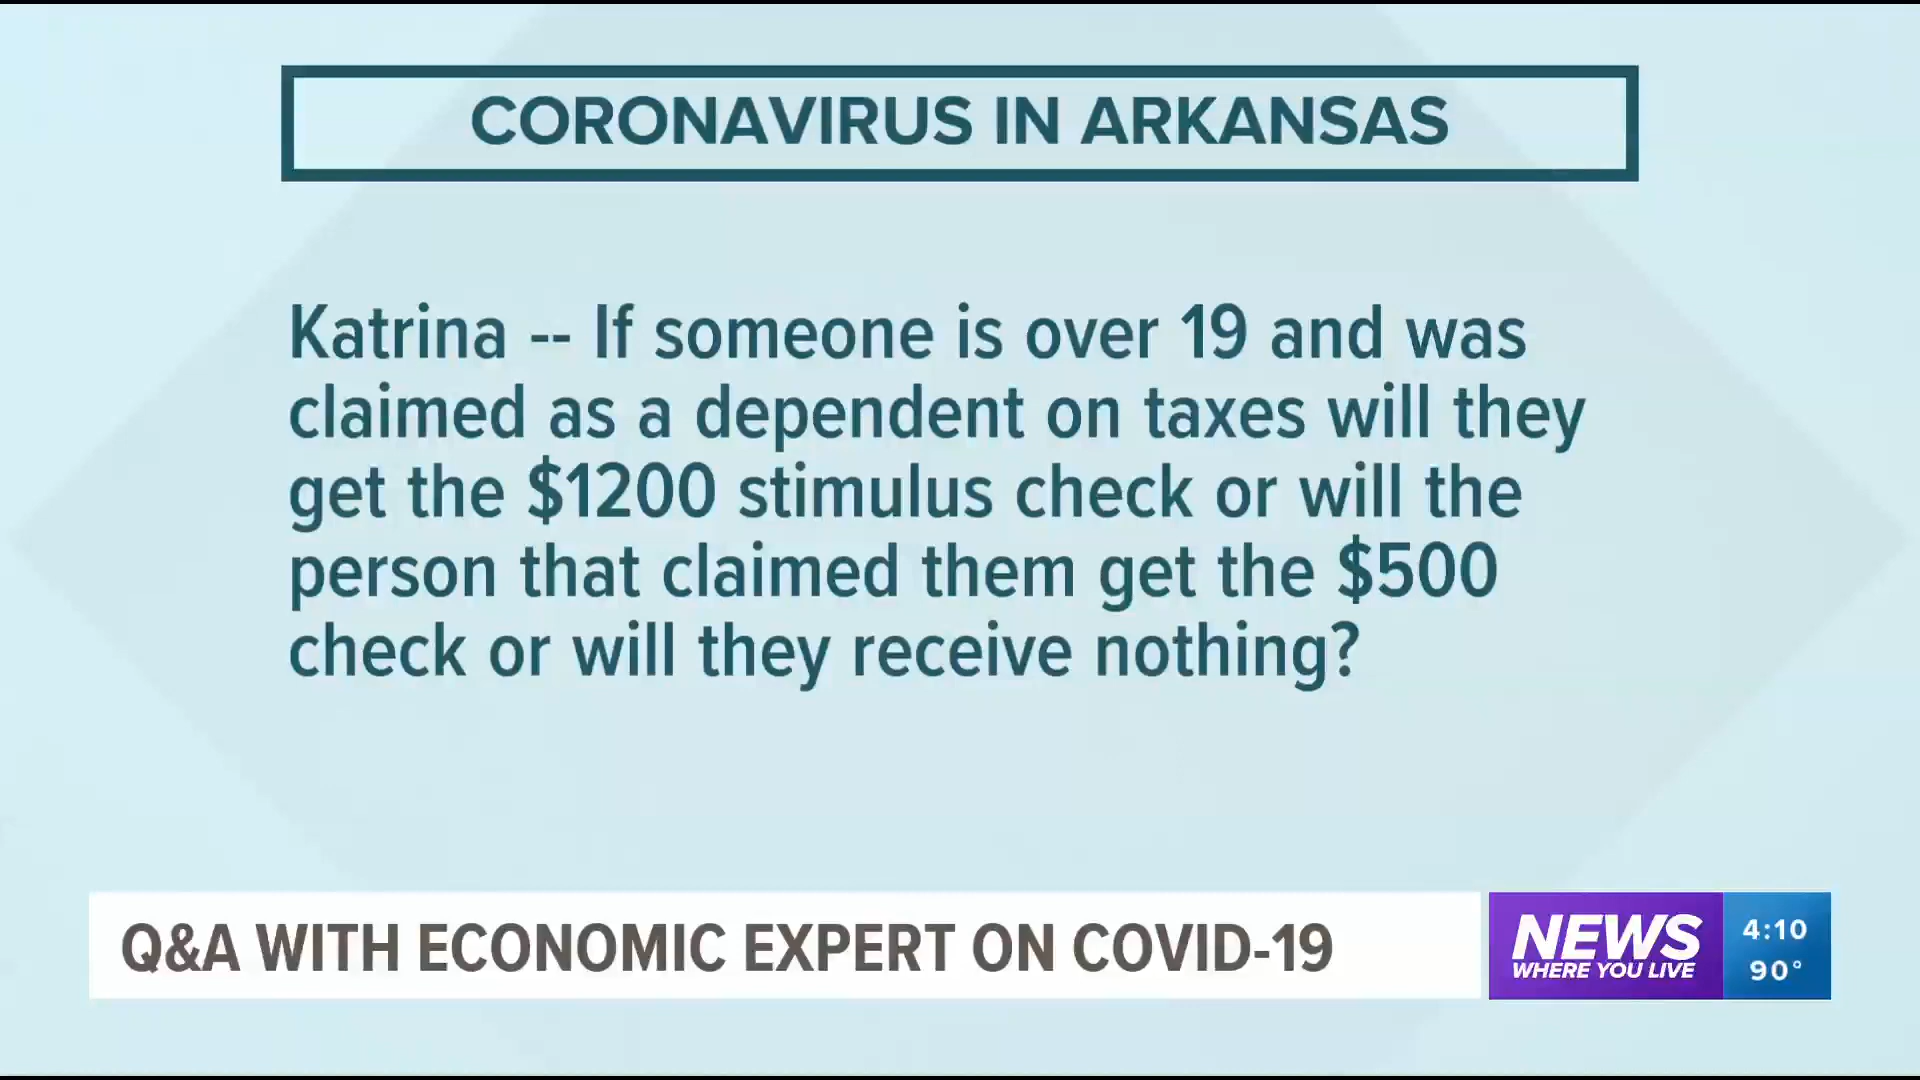 CORONAVIRUS IN ARKANSAS
Katrina -- If someone is over 19 and was
claimed as a dependent on taxes will they
get the $1200 stimulus check or will the
person that claimed them get the $500
check or will they receive nothing?
Q&A WITH ECONOMIC EXPERT ON COVID-19
NEWS
WHERE YOU LIVE
4:10
90°